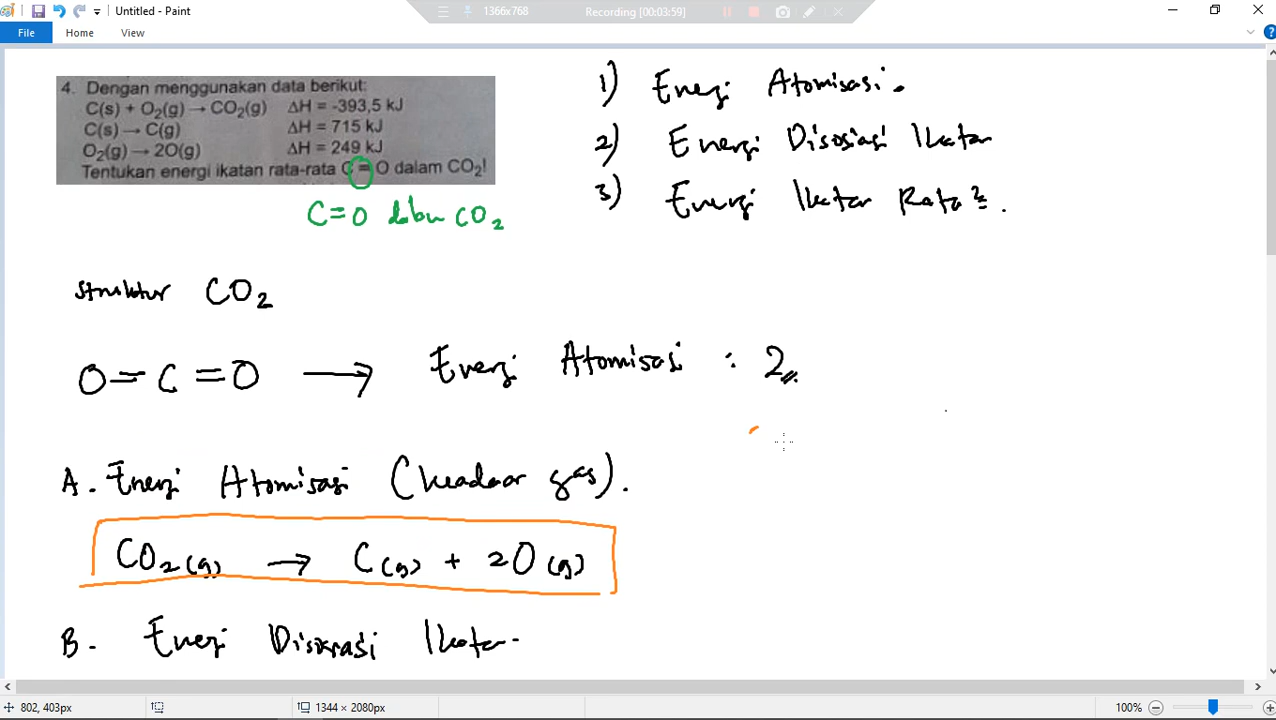 Untitled - Paint
1366x768
Recording [00:03:59]
File
Home
View
4. Dengan menggunakan data berikut:
C(s) + O₂(g) → CO₂(g) ΔH = -393,5 kJ
C(s) → C(g) ΔH = 715 kJ
O₂(g) → 2O(g) ΔH = 249 kJ
Tentukan energi ikatan rata-rata C = O dalam CO₂!
C=O dalam CO₂
1) Energi Atomisasi.
2) Energi Disosiasi Ikatan
3) Energi Ikatan Rata².
Struktur CO₂
O=C=O → Energi Atomisasi : 2
A. Energi Atomisasi (keadaan gas).
CO₂(g) → C(g) + 2O(g)
B. Energi Disosiasi Ikatan.
802, 403px
1344 × 2080px
100%